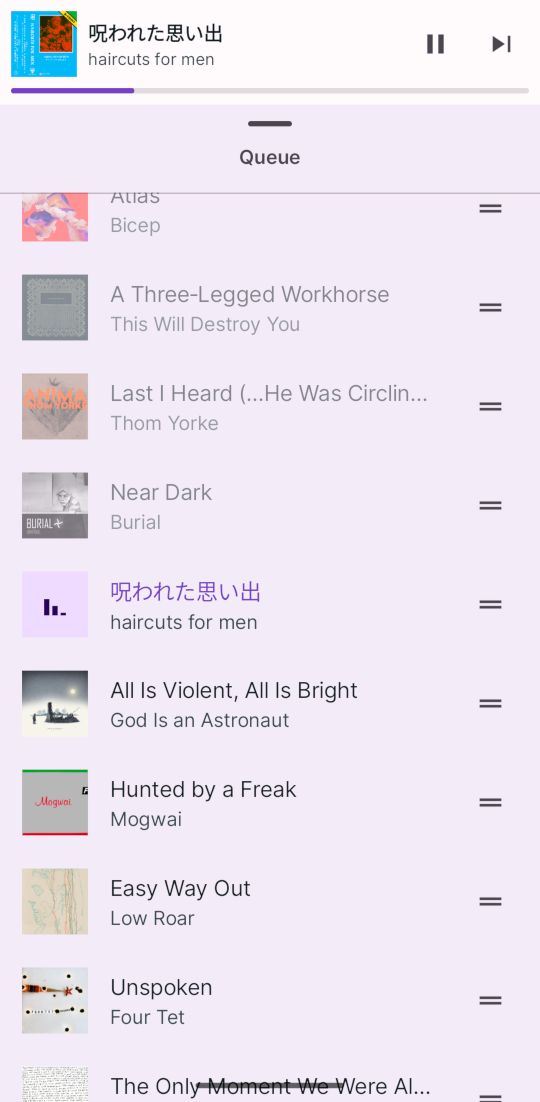 呪われた思い出
haircuts for men
Queue
Atlas
Bicep
A Three-Legged Workhorse
This Will Destroy You
Last I Heard (...He Was Circlin...
Thom Yorke
ANIMA
THOM YORKE
Near Dark
Burial
BURIAL
呪われた思い出
haircuts for men
All Is Violent, All Is Bright
God Is an Astronaut
Hunted by a Freak
Mogwai
Mogwai
Easy Way Out
Low Roar
Unspoken
Four Tet
The Only Moment We Were Al...